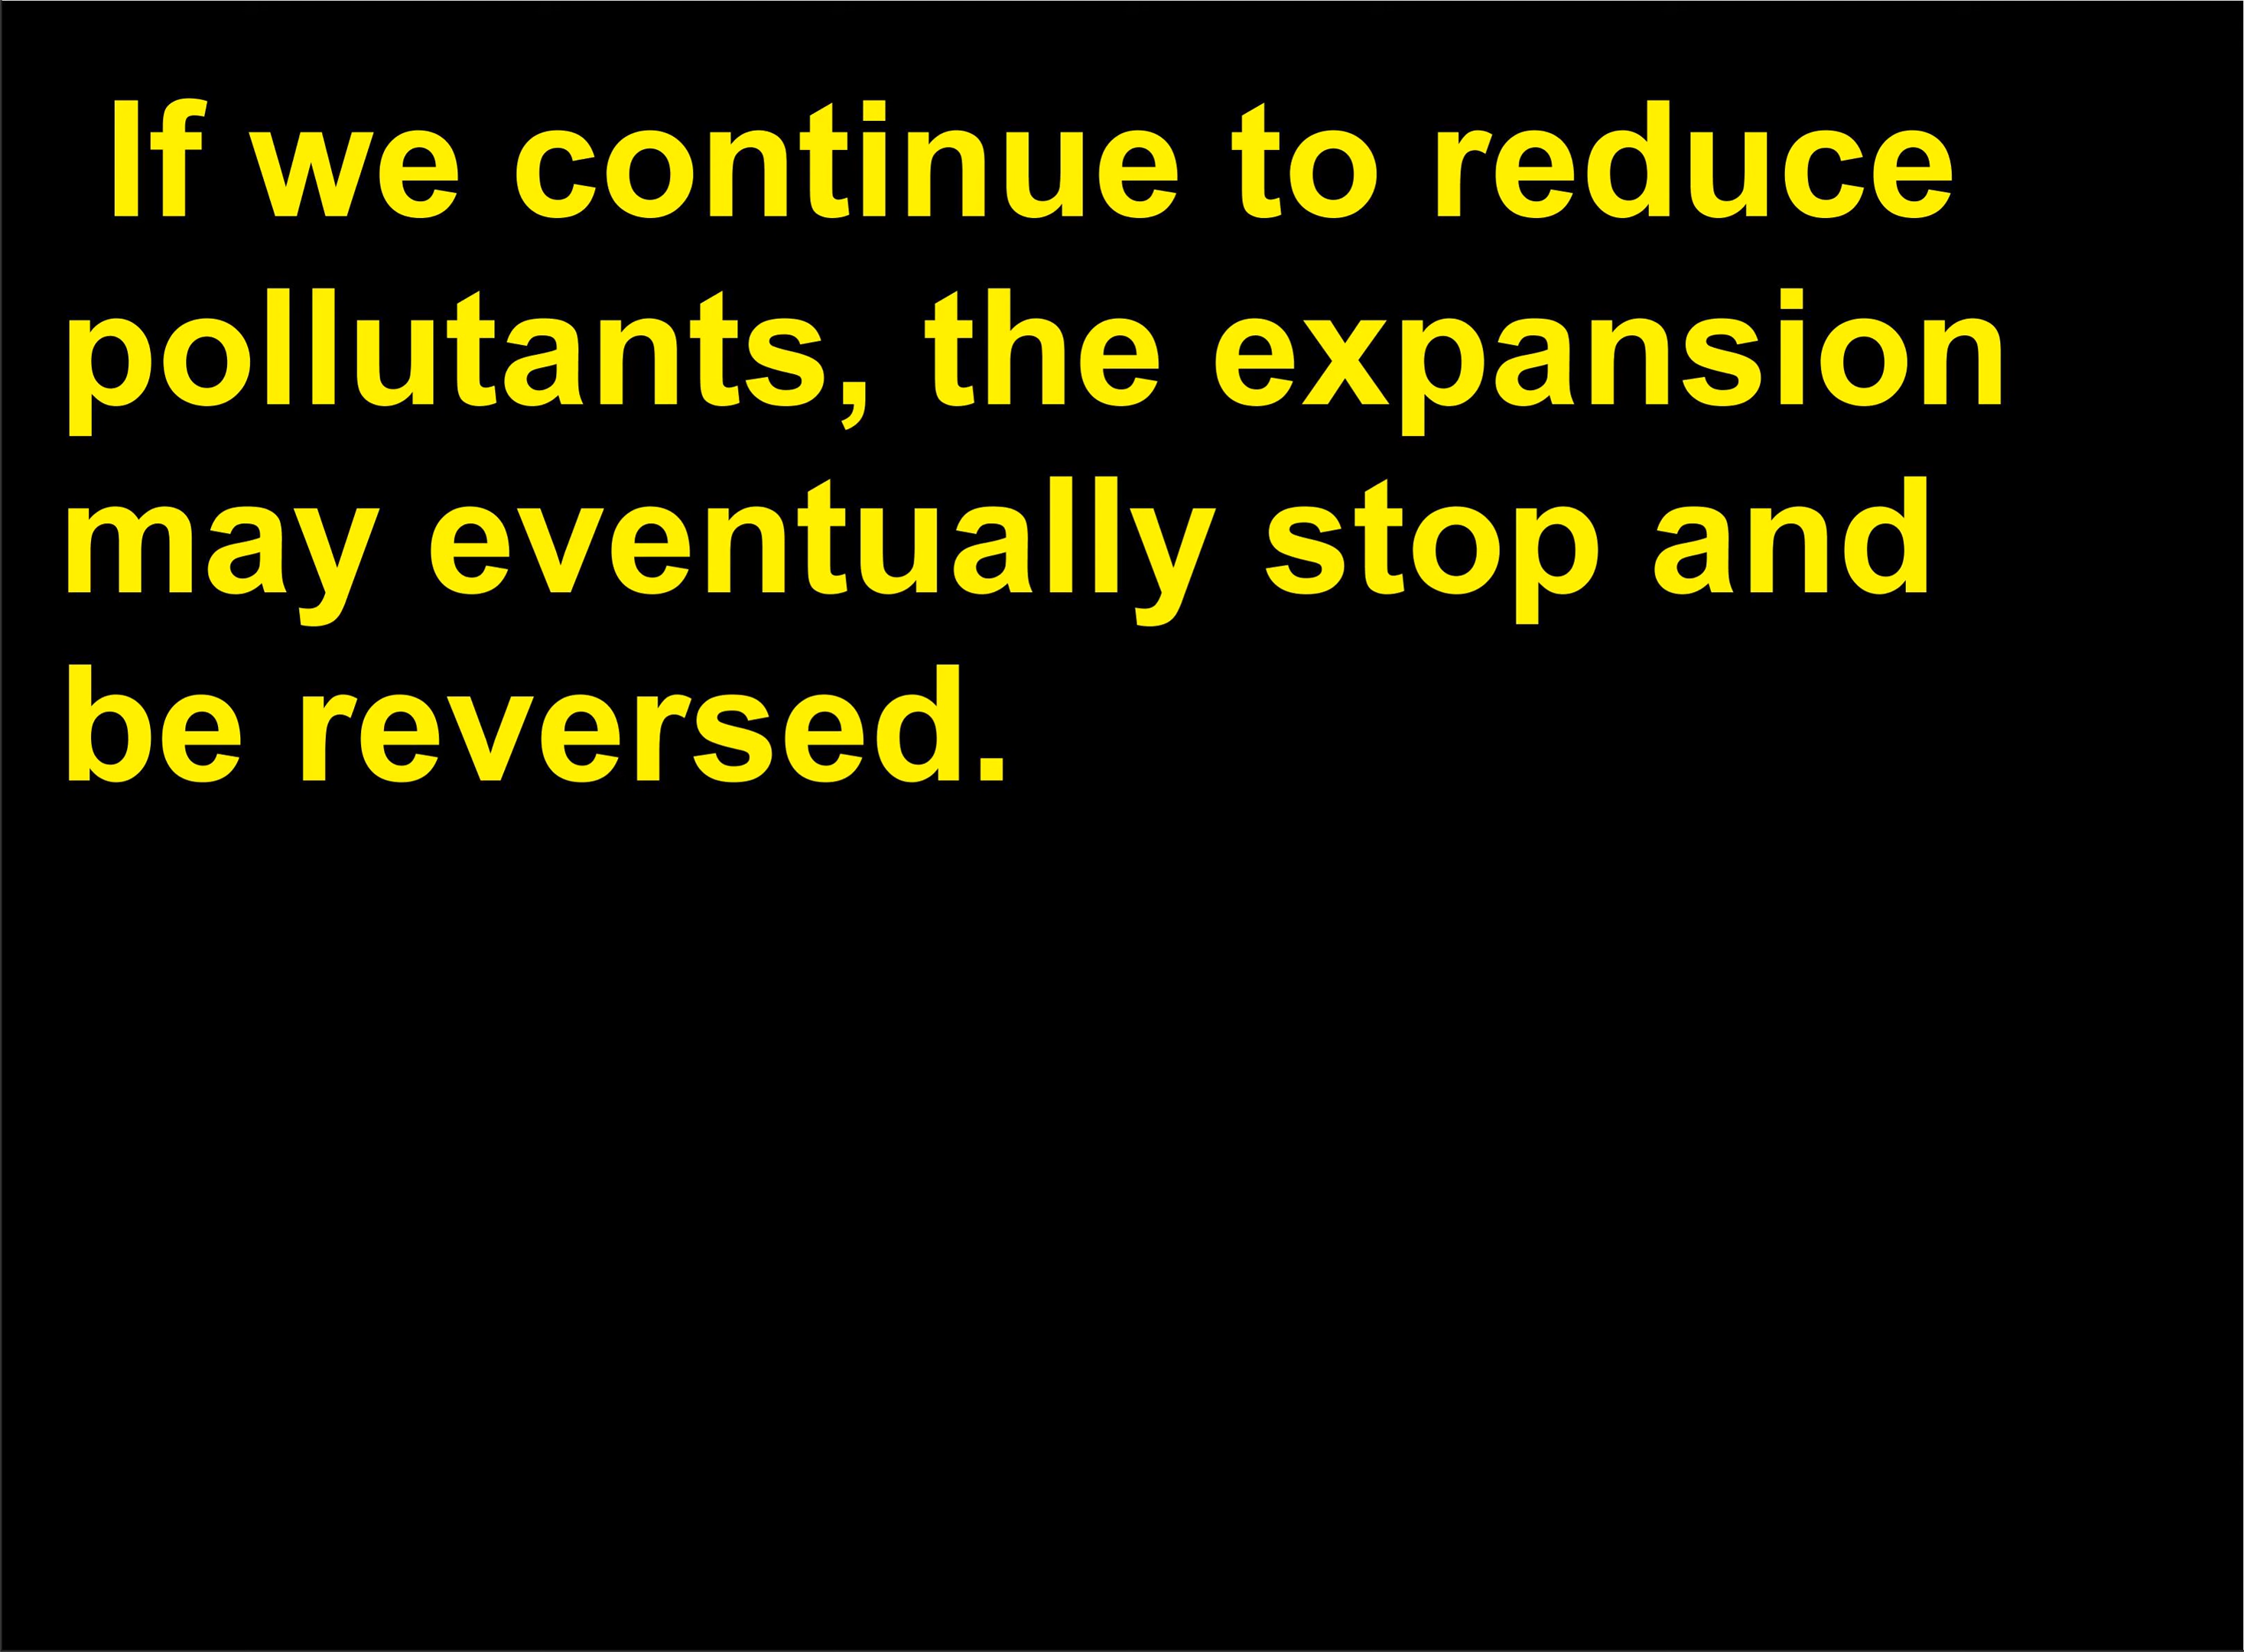 If we continue to reduce
pollutants, the expansion
may eventually stop and
be reversed.